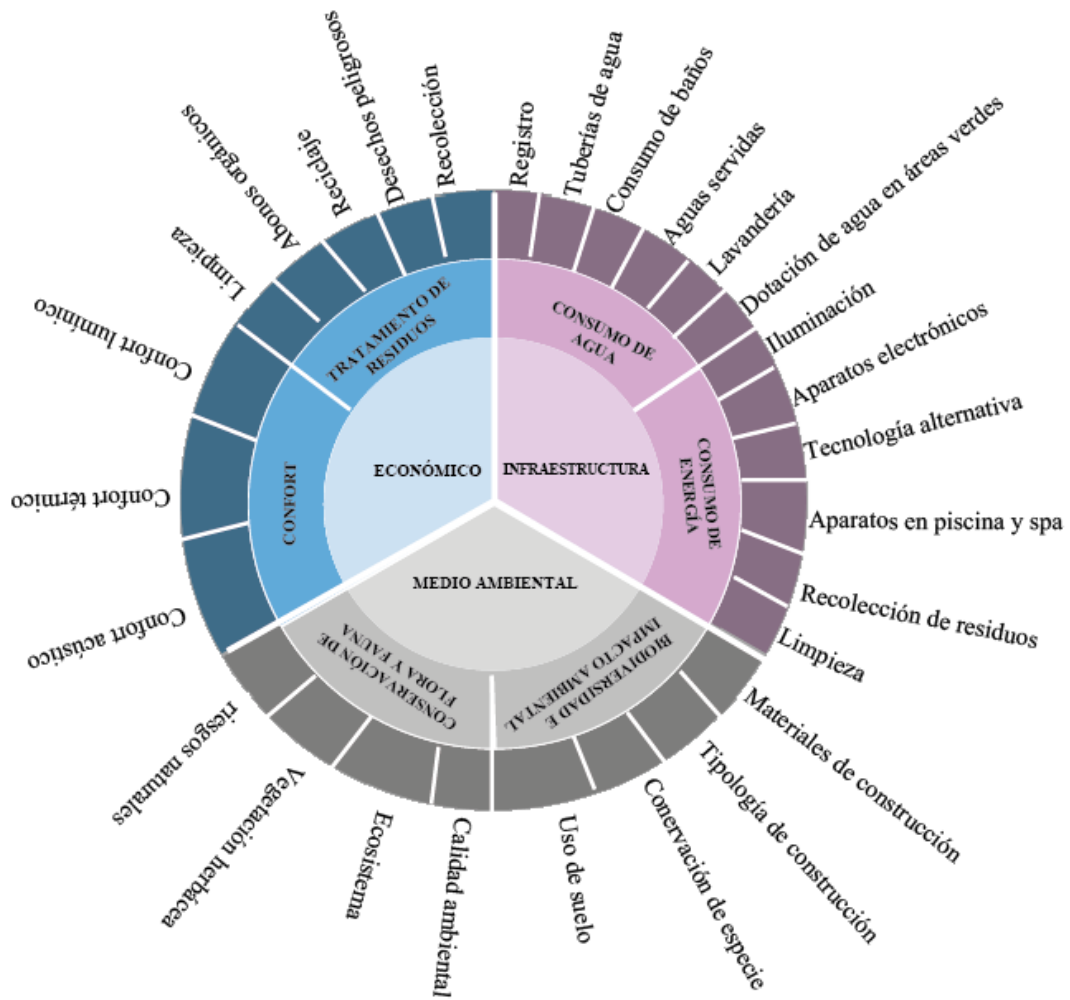 ECONÓMICO
INFRAESTRUCTURA
MEDIO AMBIENTAL
TRATAMIENTO DE
RESIDUOS
CONFORT
CONSUMO DE
AGUA
CONSUMO DE
ENERGÍA
BIODIVERSIDAD E
IMPACTO AMBIENTAL
CONSERVACIÓN DE
FLORA Y FAUNA
Registro
Tuberías de agua
Consumo de baños
Aguas servidas
Lavandería
Dotación de agua en áreas verdes
Iluminación
Aparatos electrónicos
Tecnología alternativa
Aparatos en piscina y spa
Recolección de residuos
Limpieza
Materiales de construcción
Tipología de construcción
Conervación de especie
Uso de suelo
Calidad ambiental
Ecosistema
Vegetación herbácea
riesgos naturales
Confort acústico
Confort térmico
Confort lumínico
Limpieza
Abonos orgánicos
Reciclaje
Desechos peligrosos
Recolección